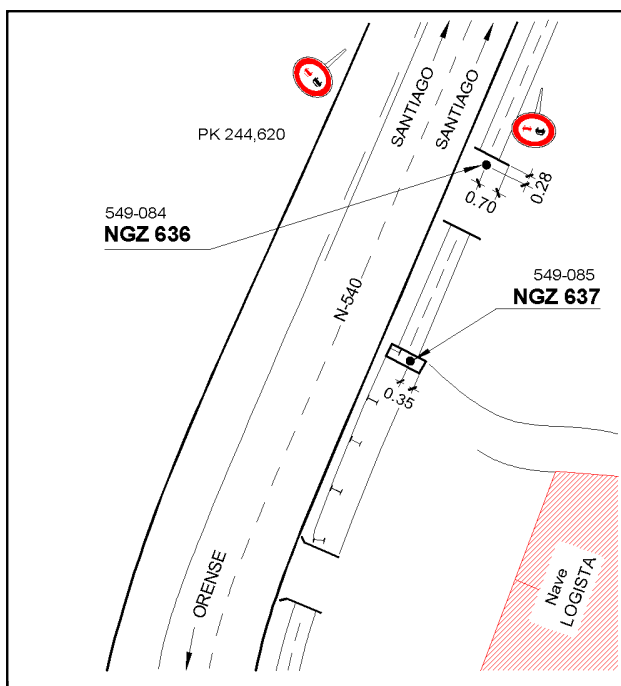 SANTIAGO
SANTIAGO
PK 244,620
0.28
0.70
549-084
NGZ 636
549-085
NGZ 637
N-540
0.35
ORENSE
Nave
LOGISTA